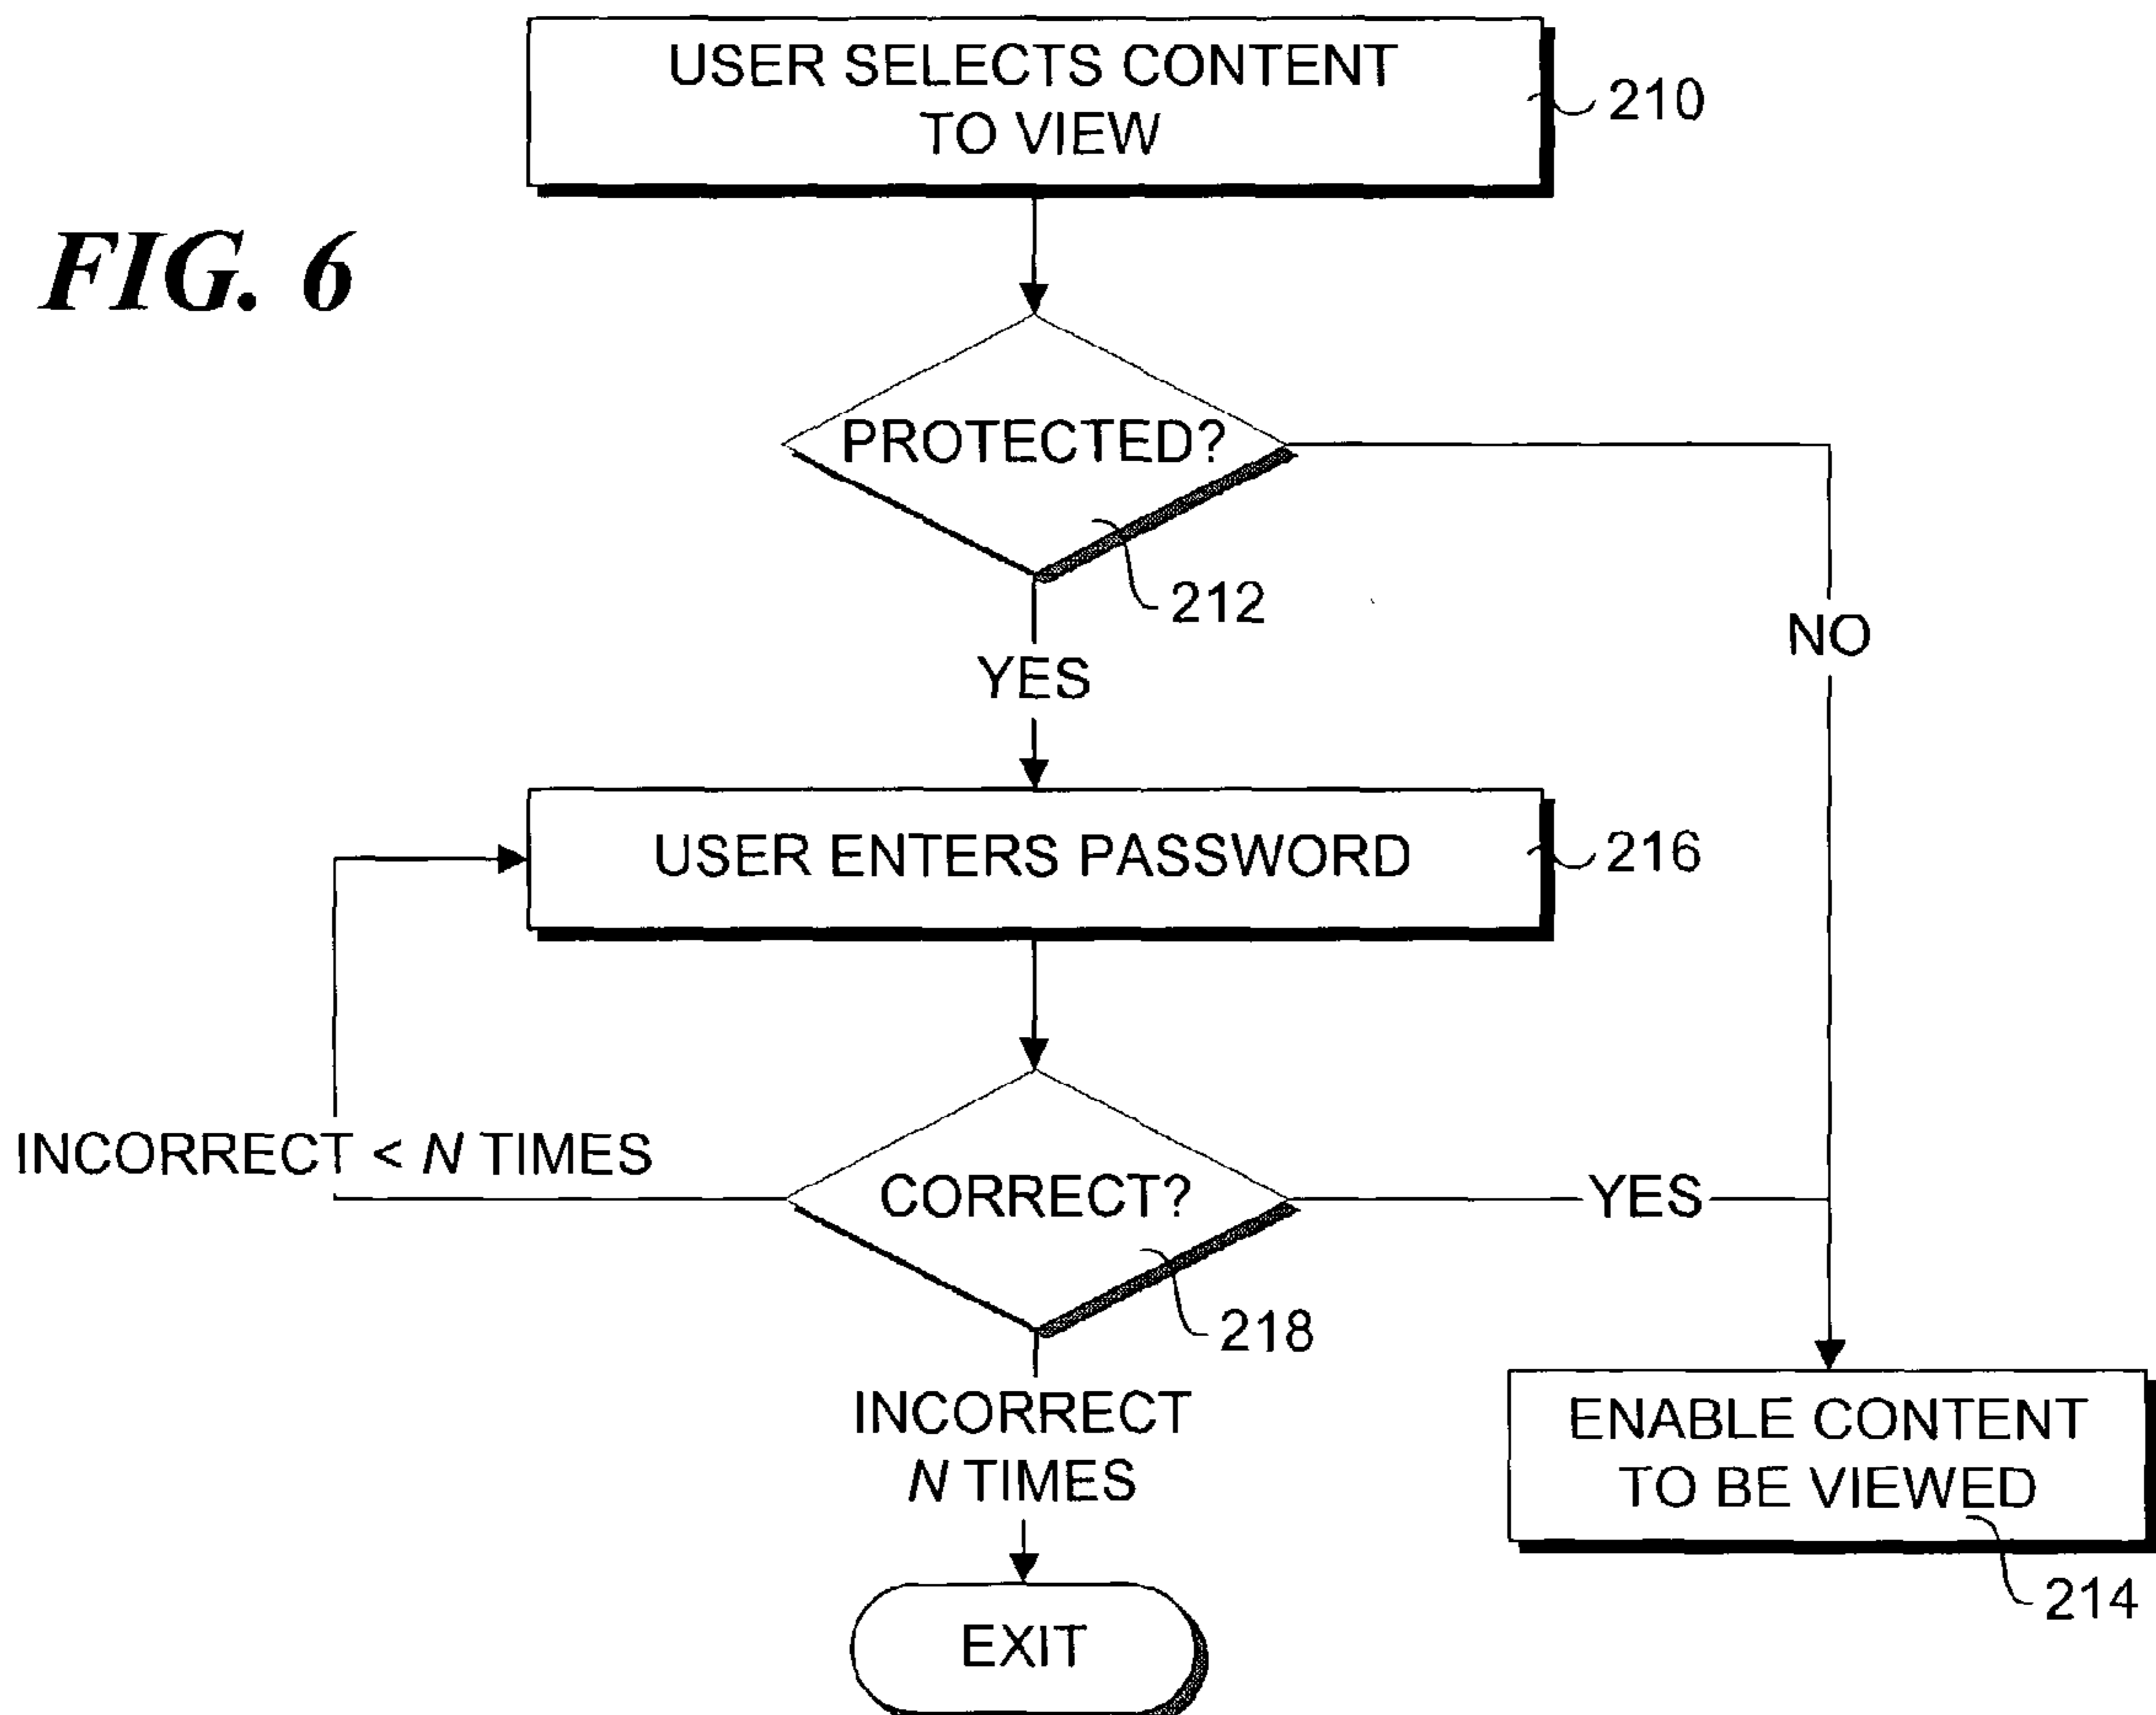 USER SELECTS CONTENT
TO VIEW
210
FIG. 6
PROTECTED?
212
NO
YES
USER ENTERS PASSWORD
216
INCORRECT < N TIMES
CORRECT?
YES
218
INCORRECT
N TIMES
ENABLE CONTENT
TO BE VIEWED
214
EXIT